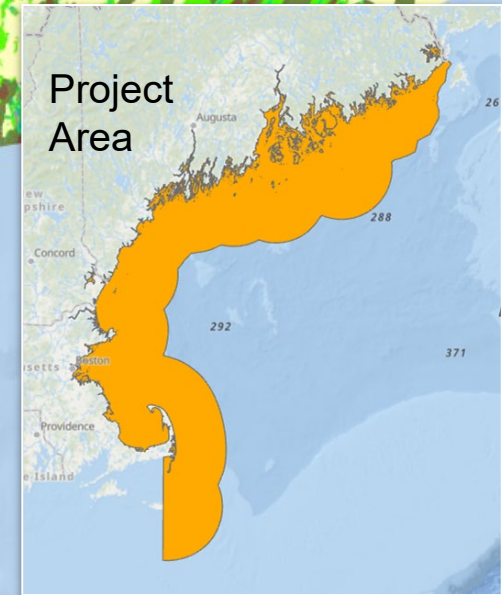 Project
Area
Augusta
26
ew
pshire
288
Concord
292
371
setts
Boston
Providence
e Island